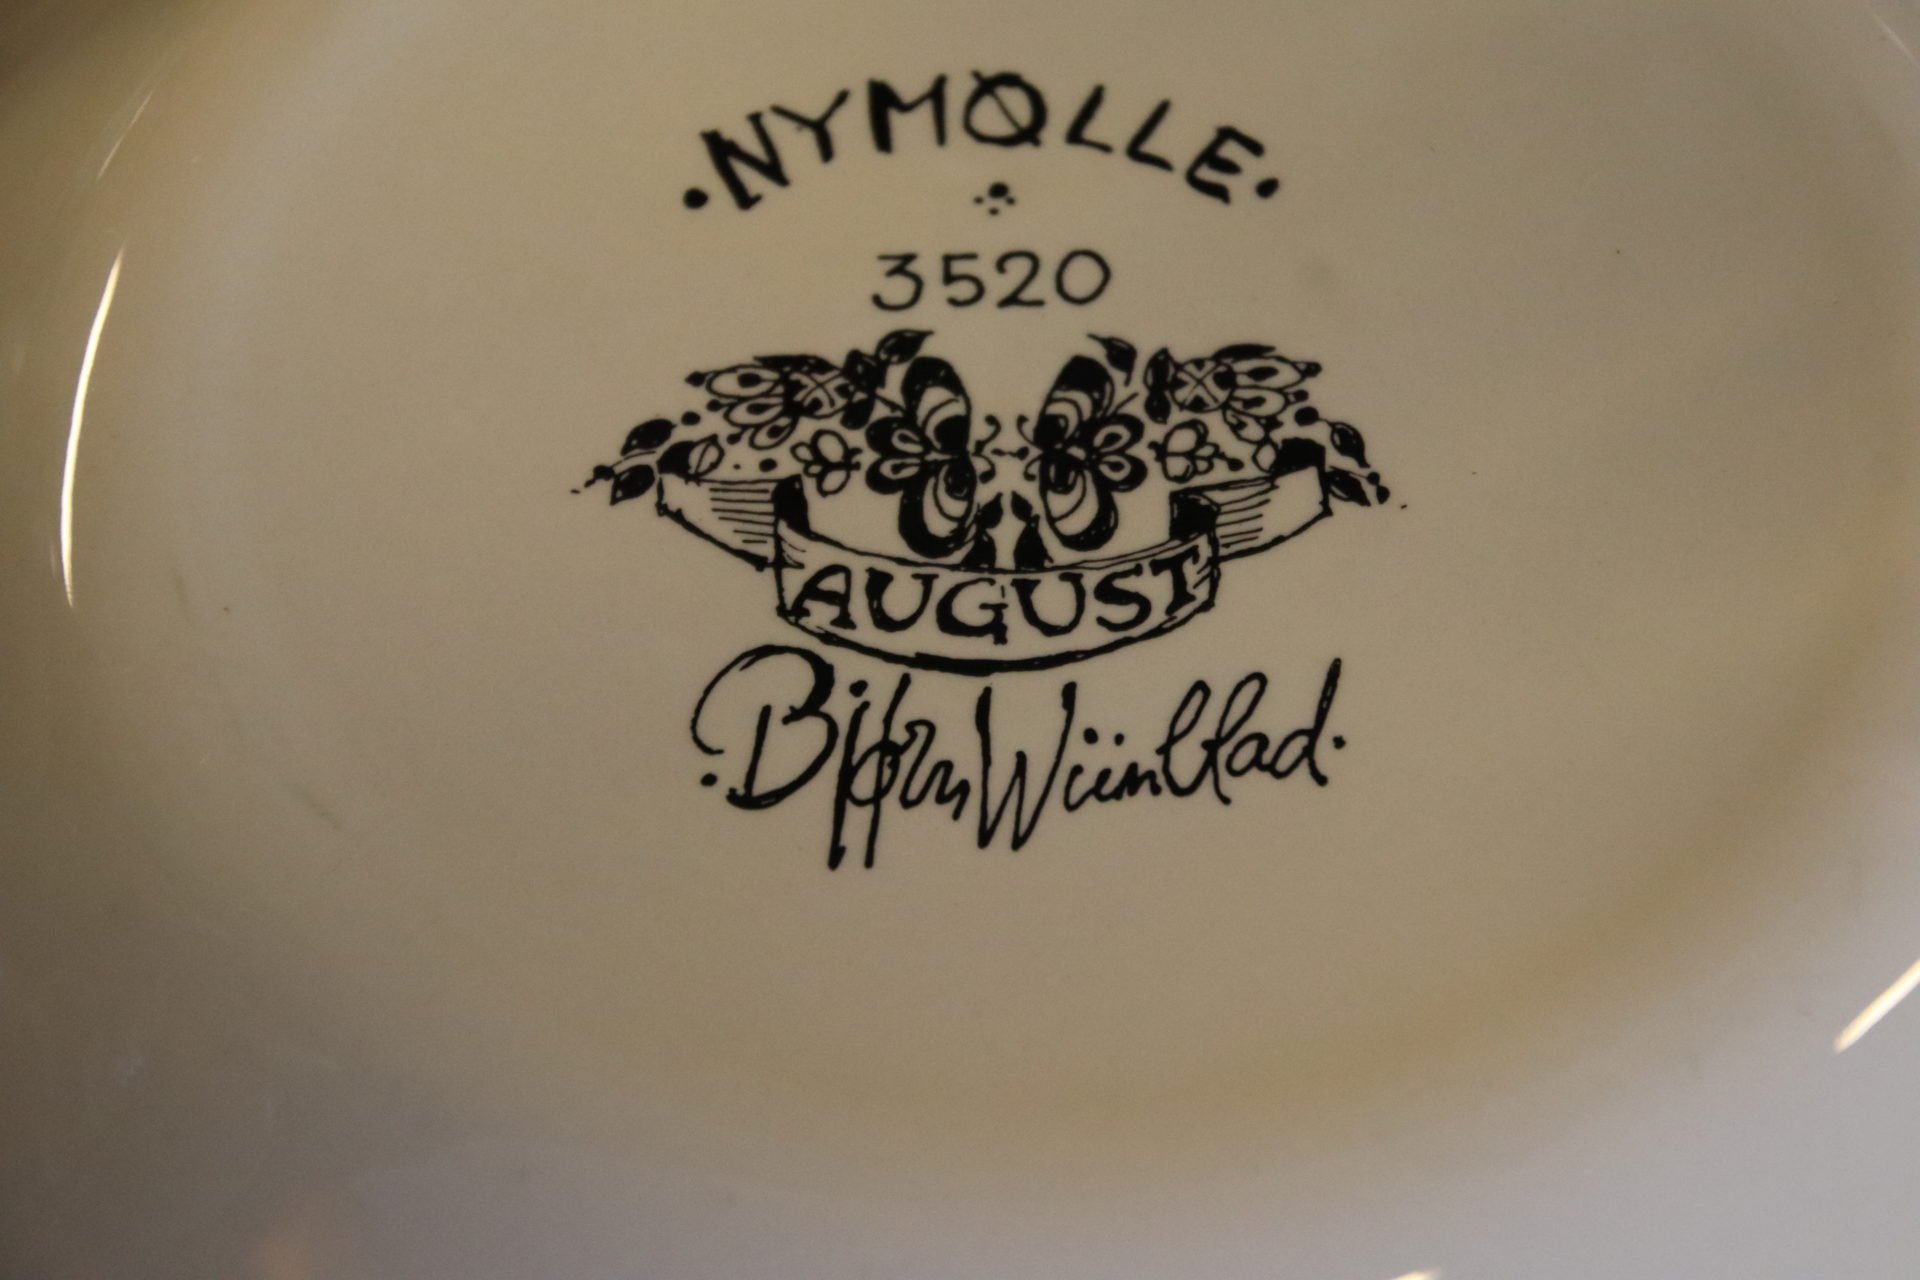 ·NYMØLLE·
3520
AUGUST
·Bjørn Wiinblad·